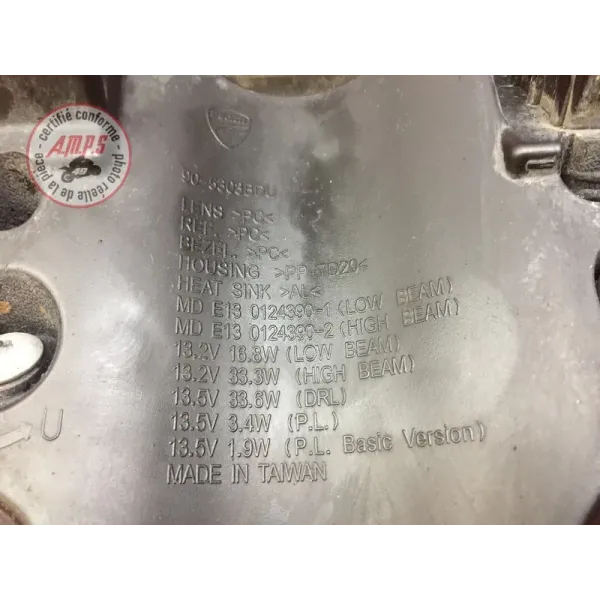 certifié conforme
A.M.P.S
photo réelle de la pièce
LENS >PC<
REF. >PC<
BEZEL. >PC<
HOUSING
HEAT SINK >AL<
MD E13 0124390-1 (LOW BEAM)
MD E13 0124390-2 (HIGH BEAM)
13.2V 16.8W (LOW BEAM)
13.2V 33.3W (HIGH BEAM)
13.5V 33.6W (DRL)
13.5V 3.4W (P.L.)
13.5V 1.9W (P.L. Basic Version)
MADE IN TAIWAN
U
U